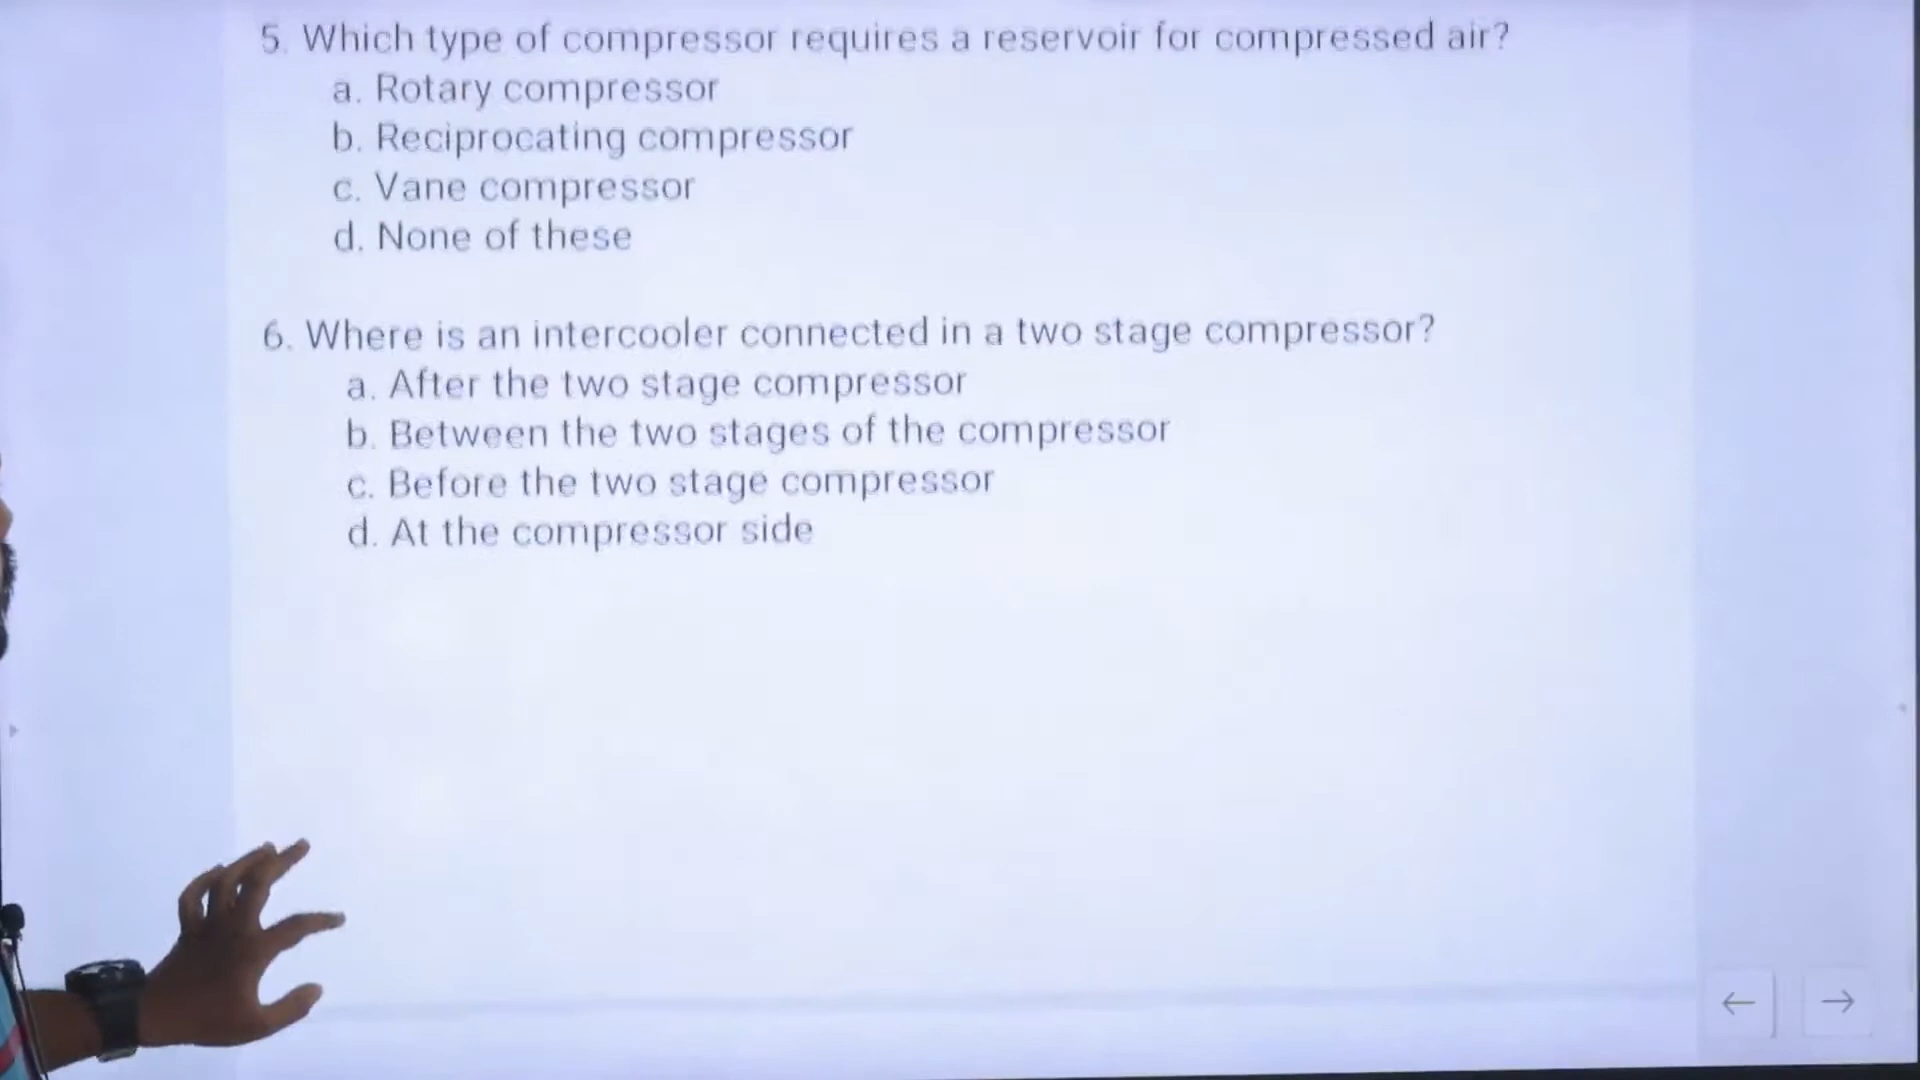 5. Which type of compressor requires a reservoir for compressed air?
a. Rotary compressor
b. Reciprocating compressor
c. Vane compressor
d. None of these
6. Where is an intercooler connected in a two stage compressor?
a. After the two stage compressor
b. Between the two stages of the compressor
c. Before the two stage compressor
d. At the compressor side